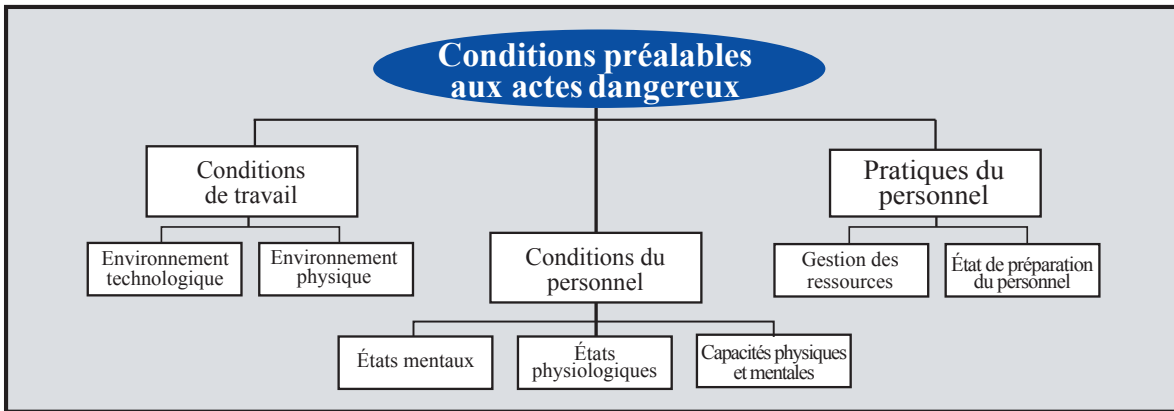 Conditions préalables
aux actes dangereux
Conditions
de travail
Environnement
technologique
Environnement
physique
Conditions du
personnel
États mentaux
États
physiologiques
Capacités physiques
et mentales
Pratiques du
personnel
Gestion des
ressources
État de préparation
du personnel